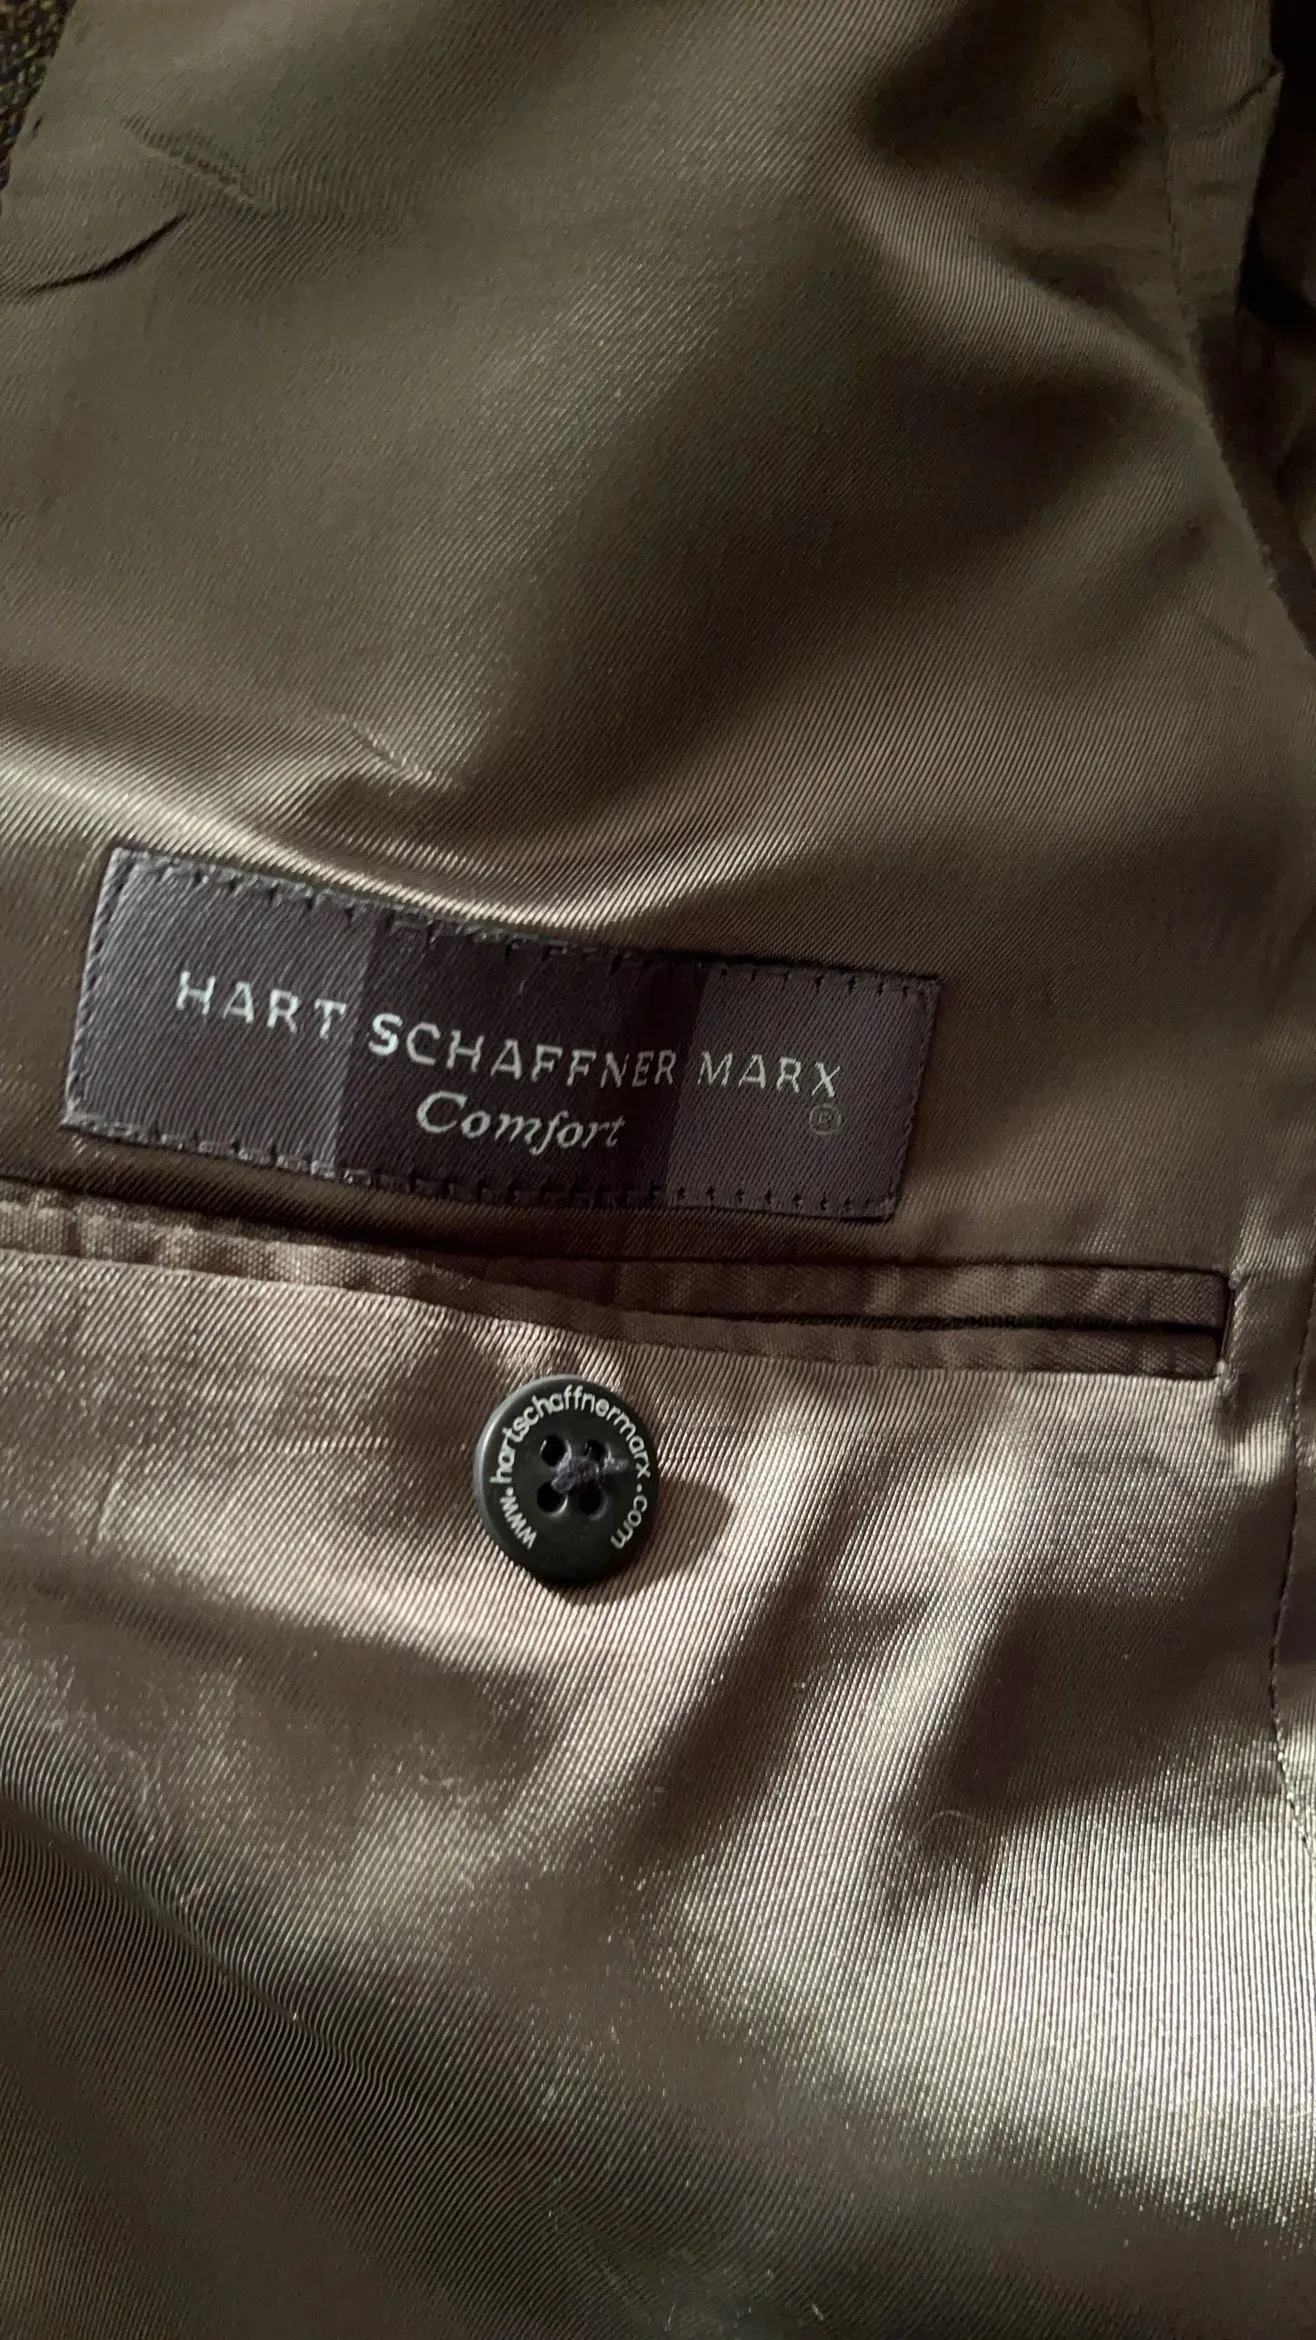 HART SCHAFFNER MARX
®
Comfort
www.hartschaffnermarx.com